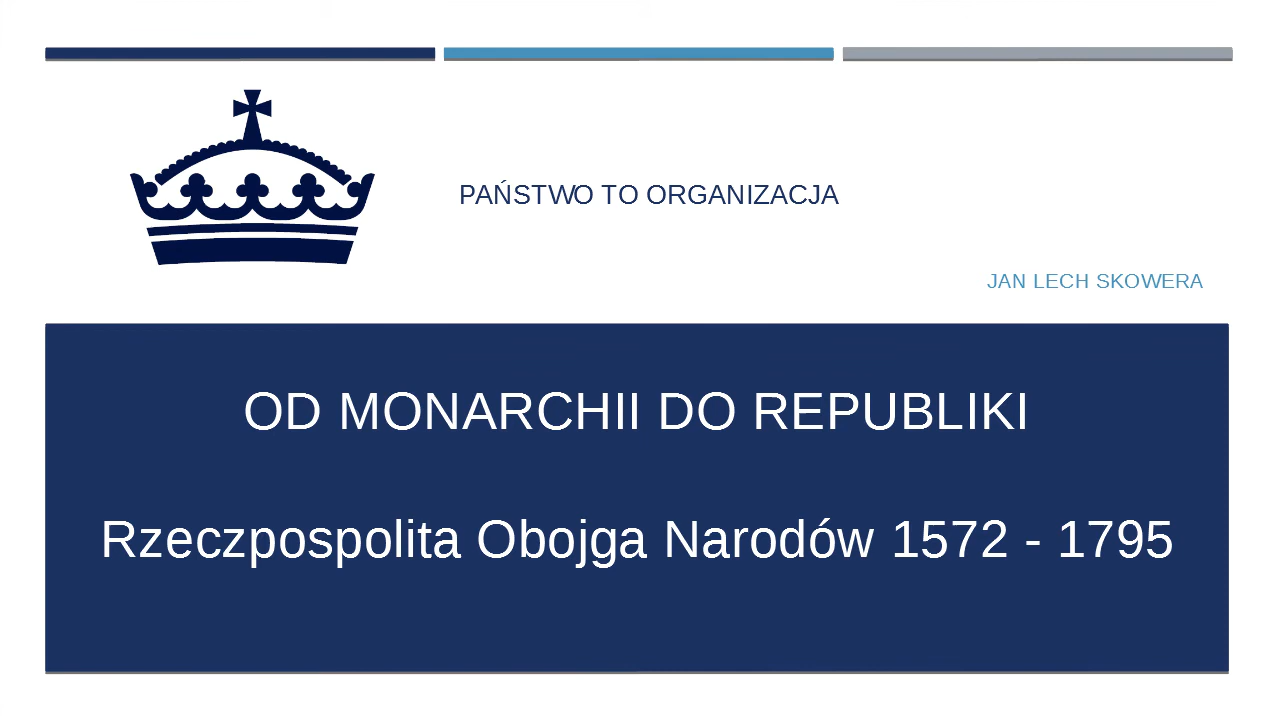 PAŃSTWO TO ORGANIZACJA
JAN LECH SKOWERA
OD MONARCHII DO REPUBLIKI
Rzeczpospolita Obojga Narodów 1572 - 1795